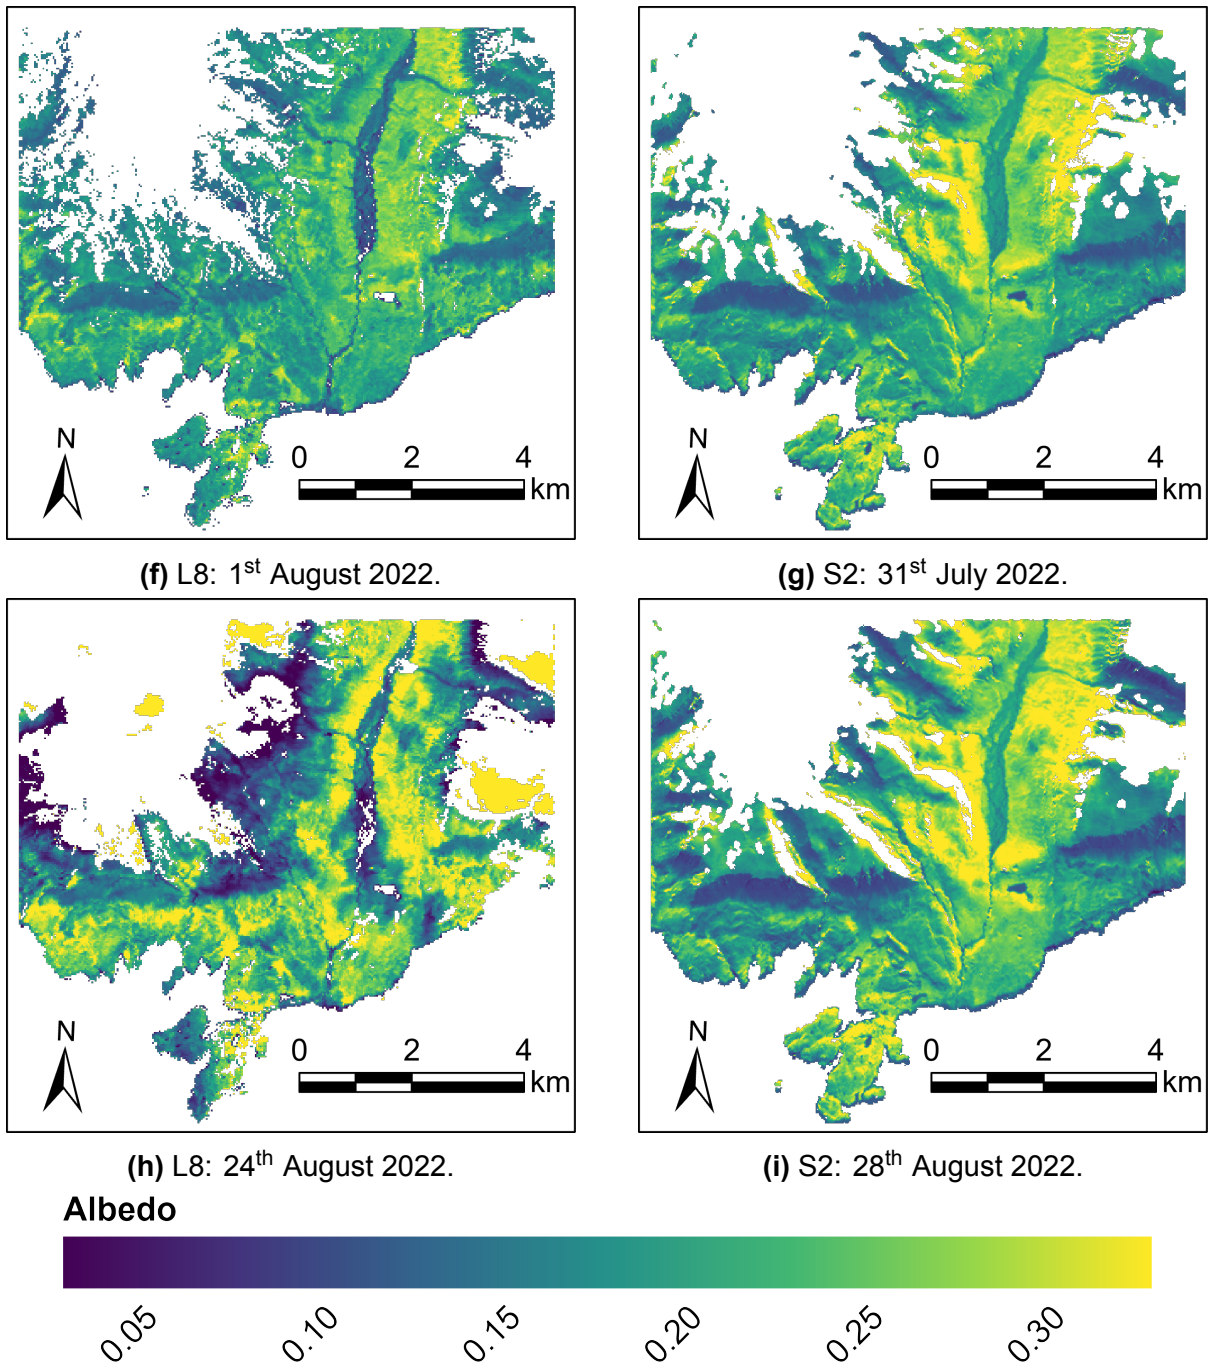 N
0 2 4
km
N
0 2 4
km
(f) L8: 1st August 2022.
(g) S2: 31st July 2022.
N
0 2 4
km
N
0 2 4
km
(h) L8: 24th August 2022.
(i) S2: 28th August 2022.
Albedo
0.05 0.10 0.15 0.20 0.25 0.30